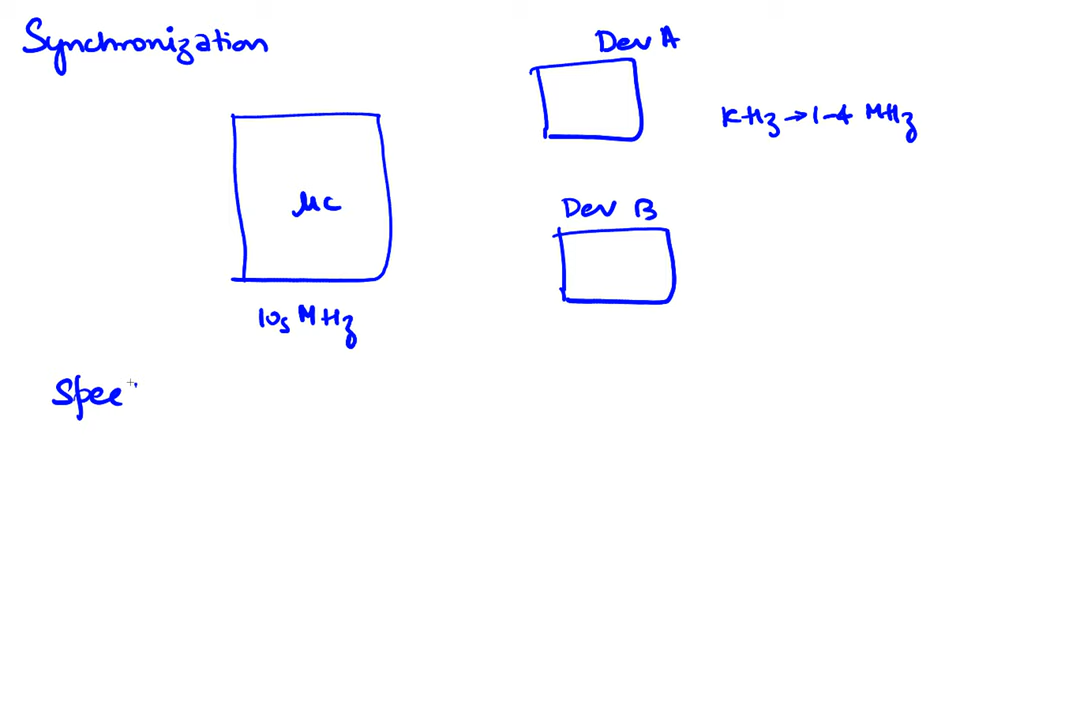 Synchronization
Dev A
KHz → 1-4 MHz
μc
Dev B
10s MHz
Spee